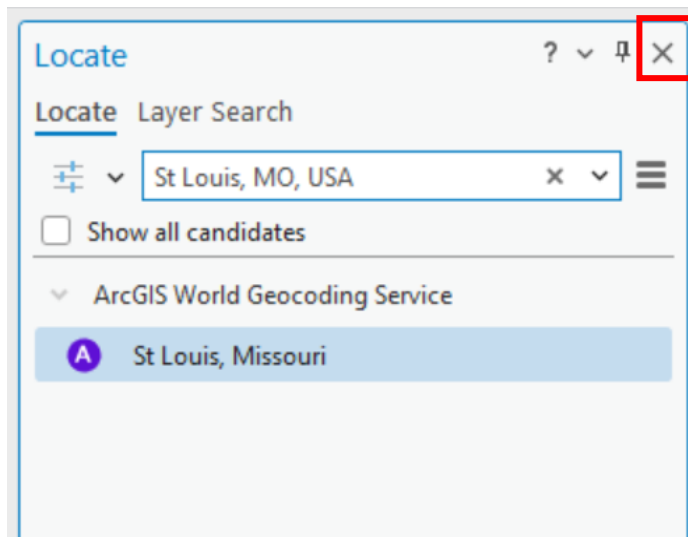 Locate ?
Locate Layer Search
St Louis, MO, USA
Show all candidates
ArcGIS World Geocoding Service
A St Louis, Missouri